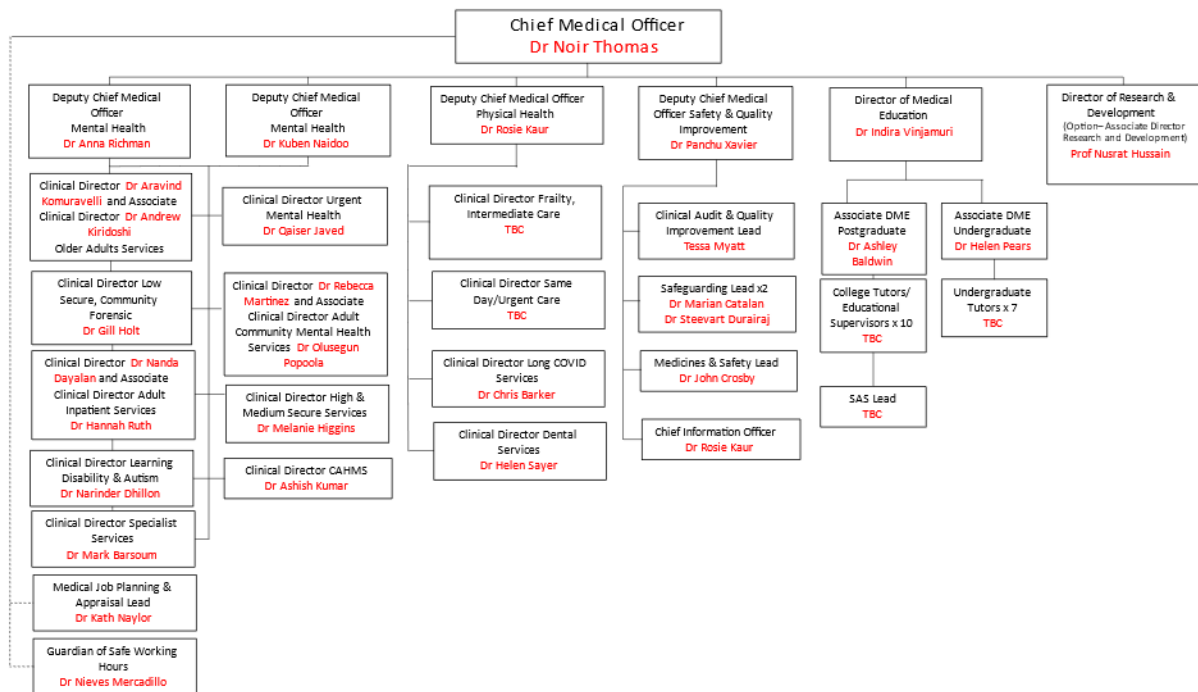 Chief Medical Officer
Dr Noir Thomas
Deputy Chief Medical
Officer
Mental Health
Dr Anna Richman
Deputy Chief Medical
Officer
Mental Health
Dr Kuben Naidoo
Deputy Chief Medical Officer
Physical Health
Dr Rosie Kaur
Deputy Chief Medical
Officer Safety & Quality
Improvement
Dr Panchu Xavier
Director of Medical
Education
Dr Indira Vinjamuri
Director of Research &
Development
(Option–Associate Director
Research and Development)
Prof Nusrat Hussain
Clinical Director Dr Aravind
Komuravelli and Associate
Clinical Director Dr Andrew
Kiridoshi
Older Adults Services
Clinical Director Low
Secure, Community
Forensic
Dr Gill Holt
Clinical Director Dr Nanda
Dayalan and Associate
Clinical Director Adult
Inpatient Services
Dr Hannah Ruth
Clinical Director Learning
Disability & Autism
Dr Narinder Dhillon
Clinical Director Specialist
Services
Dr Mark Barsoum
Medical Job Planning &
Appraisal Lead
Dr Kath Naylor
Guardian of Safe Working
Hours
Dr Nieves Mercadillo
Clinical Director Urgent
Mental Health
Dr Qaiser Javed
Clinical Director Dr Rebecca
Martinez and Associate
Clinical Director Adult
Community Mental Health
Services Dr Olusegun
Popoola
Clinical Director High &
Medium Secure Services
Dr Melanie Higgins
Clinical Director CAHMS
Dr Ashish Kumar
Clinical Director Frailty,
Intermediate Care
TBC
Clinical Director Same
Day/Urgent Care
TBC
Clinical Director Long COVID
Services
Dr Chris Barker
Clinical Director Dental
Services
Dr Helen Sayer
Clinical Audit & Quality
Improvement Lead
Tessa Myatt
Safeguarding Lead x2
Dr Marian Catalan
Dr Steevart Durairaj
Medicines & Safety Lead
Dr John Crosby
Chief Information Officer
Dr Rosie Kaur
Associate DME
Postgraduate
Dr Ashley
Baldwin
College Tutors/
Educational
Supervisors x 10
TBC
SAS Lead
TBC
Associate DME
Undergraduate
Dr Helen Pears
Undergraduate
Tutors x 7
TBC